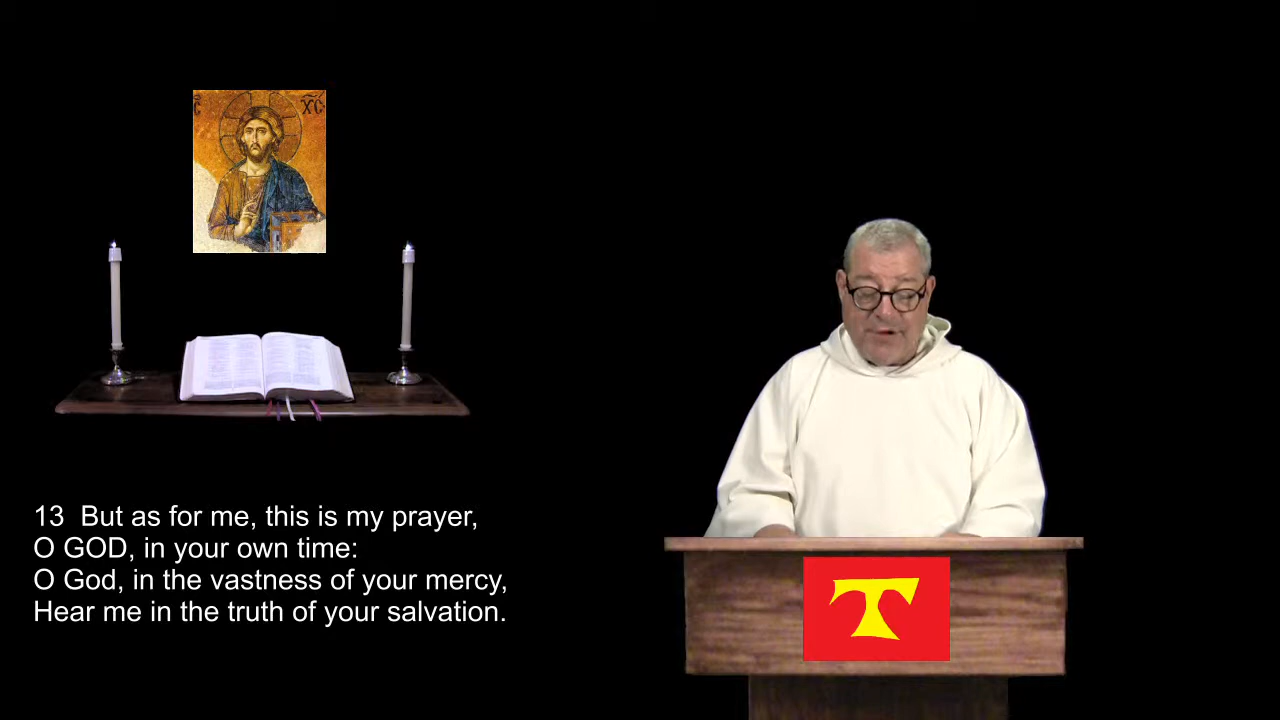 XC
13 But as for me, this is my prayer,
O GOD, in your own time:
O God, in the vastness of your mercy,
Hear me in the truth of your salvation.
T